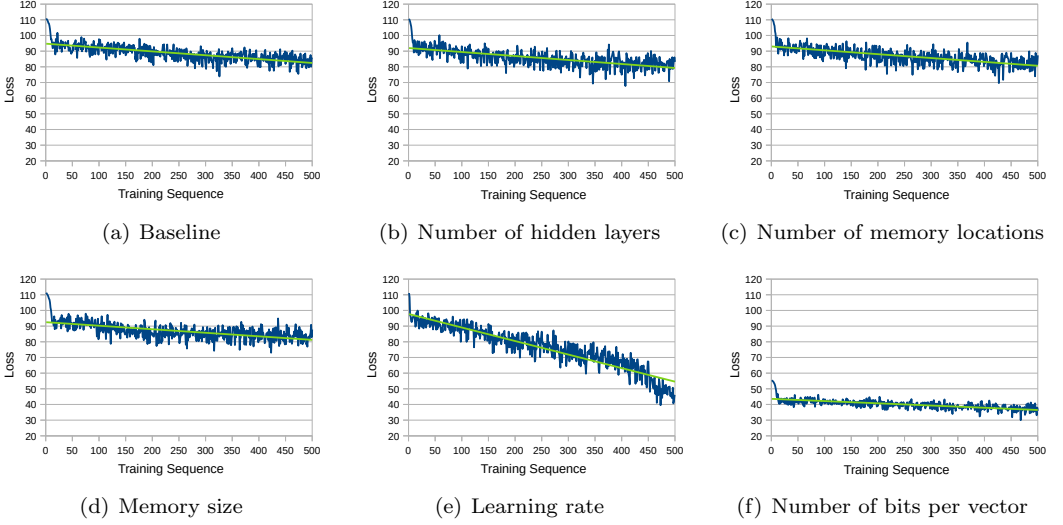 120
110
100
90
80
70
60
50
40
30
20
Loss
0 50 100 150 200 250 300 350 400 450 500
Training Sequence
(a) Baseline
120
110
100
90
80
70
60
50
40
30
20
Loss
0 50 100 150 200 250 300 350 400 450 500
Training Sequence
(b) Number of hidden layers
120
110
100
90
80
70
60
50
40
30
20
Loss
0 50 100 150 200 250 300 350 400 450 500
Training Sequence
(c) Number of memory locations
120
110
100
90
80
70
60
50
40
30
20
Loss
0 50 100 150 200 250 300 350 400 450 500
Training Sequence
(d) Memory size
120
110
100
90
80
70
60
50
40
30
20
Loss
0 50 100 150 200 250 300 350 400 450 500
Training Sequence
(e) Learning rate
120
110
100
90
80
70
60
50
40
30
20
Loss
0 50 100 150 200 250 300 350 400 450 500
Training Sequence
(f) Number of bits per vector